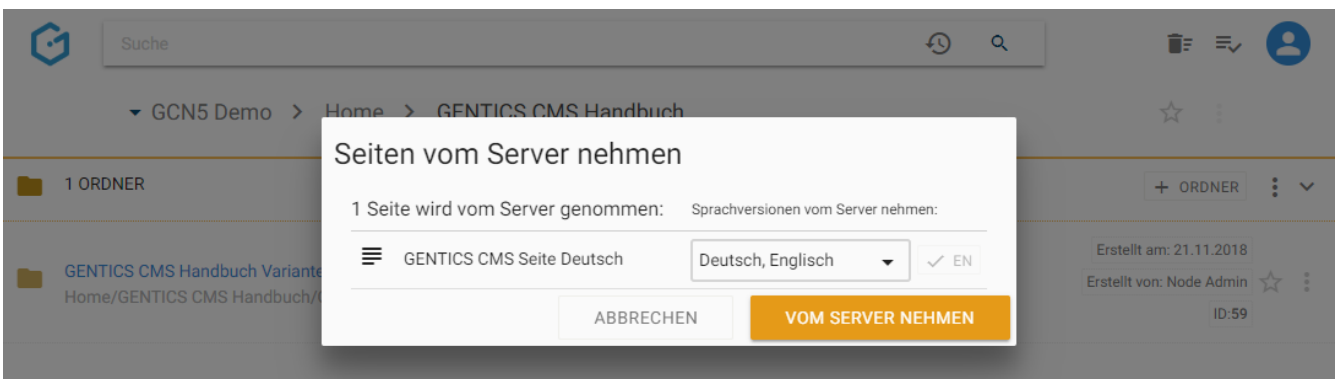 Suche
GCN5 Demo > Home > GENTICS CMS Handbuch
Seiten vom Server nehmen
1 ORDNER
+ ORDNER
1 Seite wird vom Server genommen: Sprachversionen vom Server nehmen:
GENTICS CMS Seite Deutsch Deutsch, Englisch EN
GENTICS CMS Handbuch Variante
Home/GENTICS CMS Handbuch/
Erstellt am: 21.11.2018
Erstellt von: Node Admin
ID:59
ABBRECHEN VOM SERVER NEHMEN